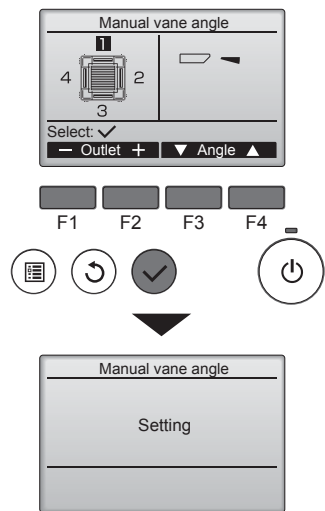 Manual vane angle
1
4 2
3
Select: ✓
− Outlet + ▼ Angle ▲
F1 F2 F3 F4
Manual vane angle
Setting